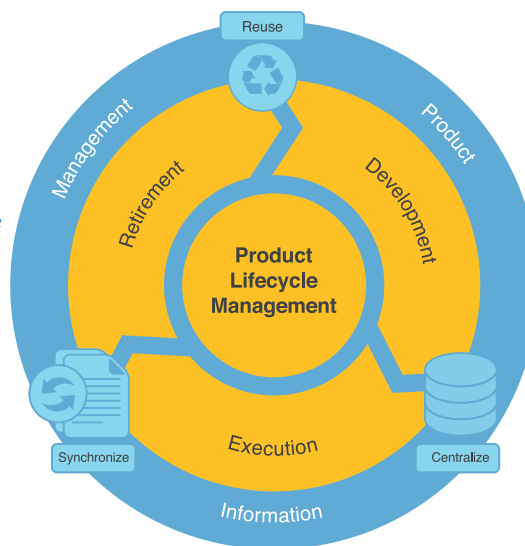 Reuse
Management
Product
Retirement
Development
Product
Lifecycle
Management
Execution
Synchronize
Centralize
Information